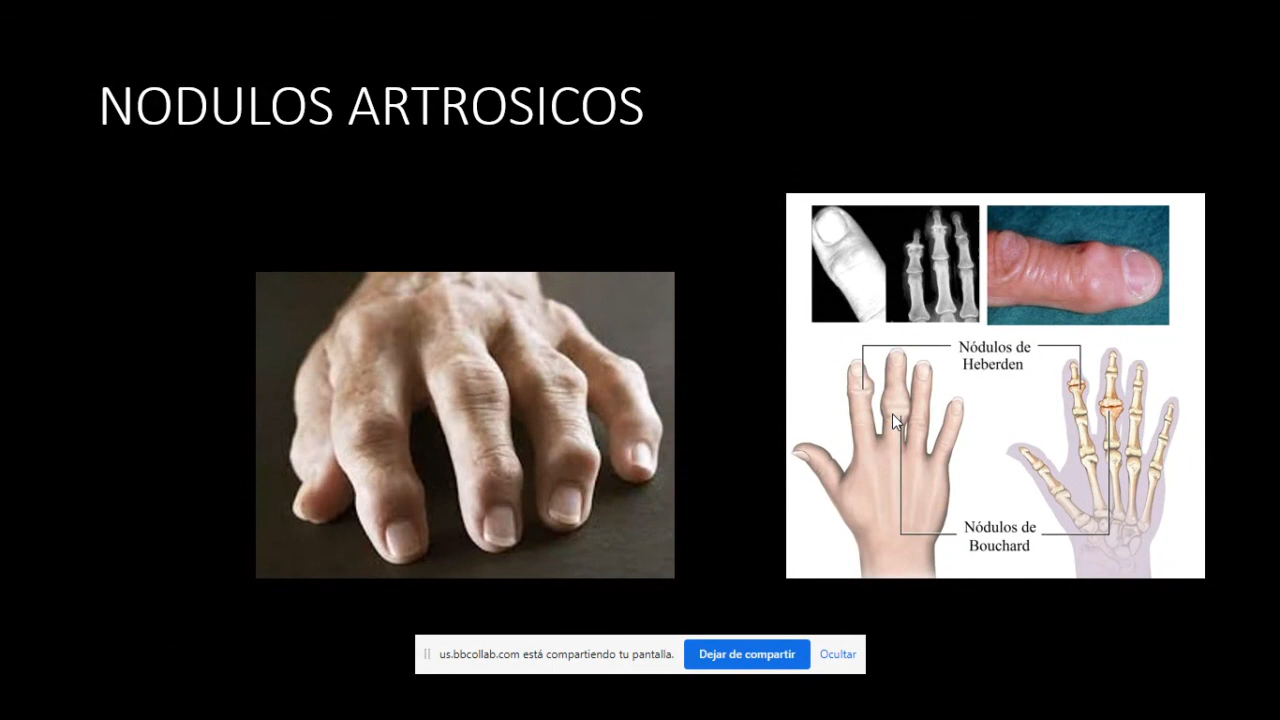 NODULOS ARTROSICOS
Nódulos de
Heberden
Nódulos de
Bouchard
us.bbcollab.com está compartiendo tu pantalla.
Dejar de compartir
Ocultar